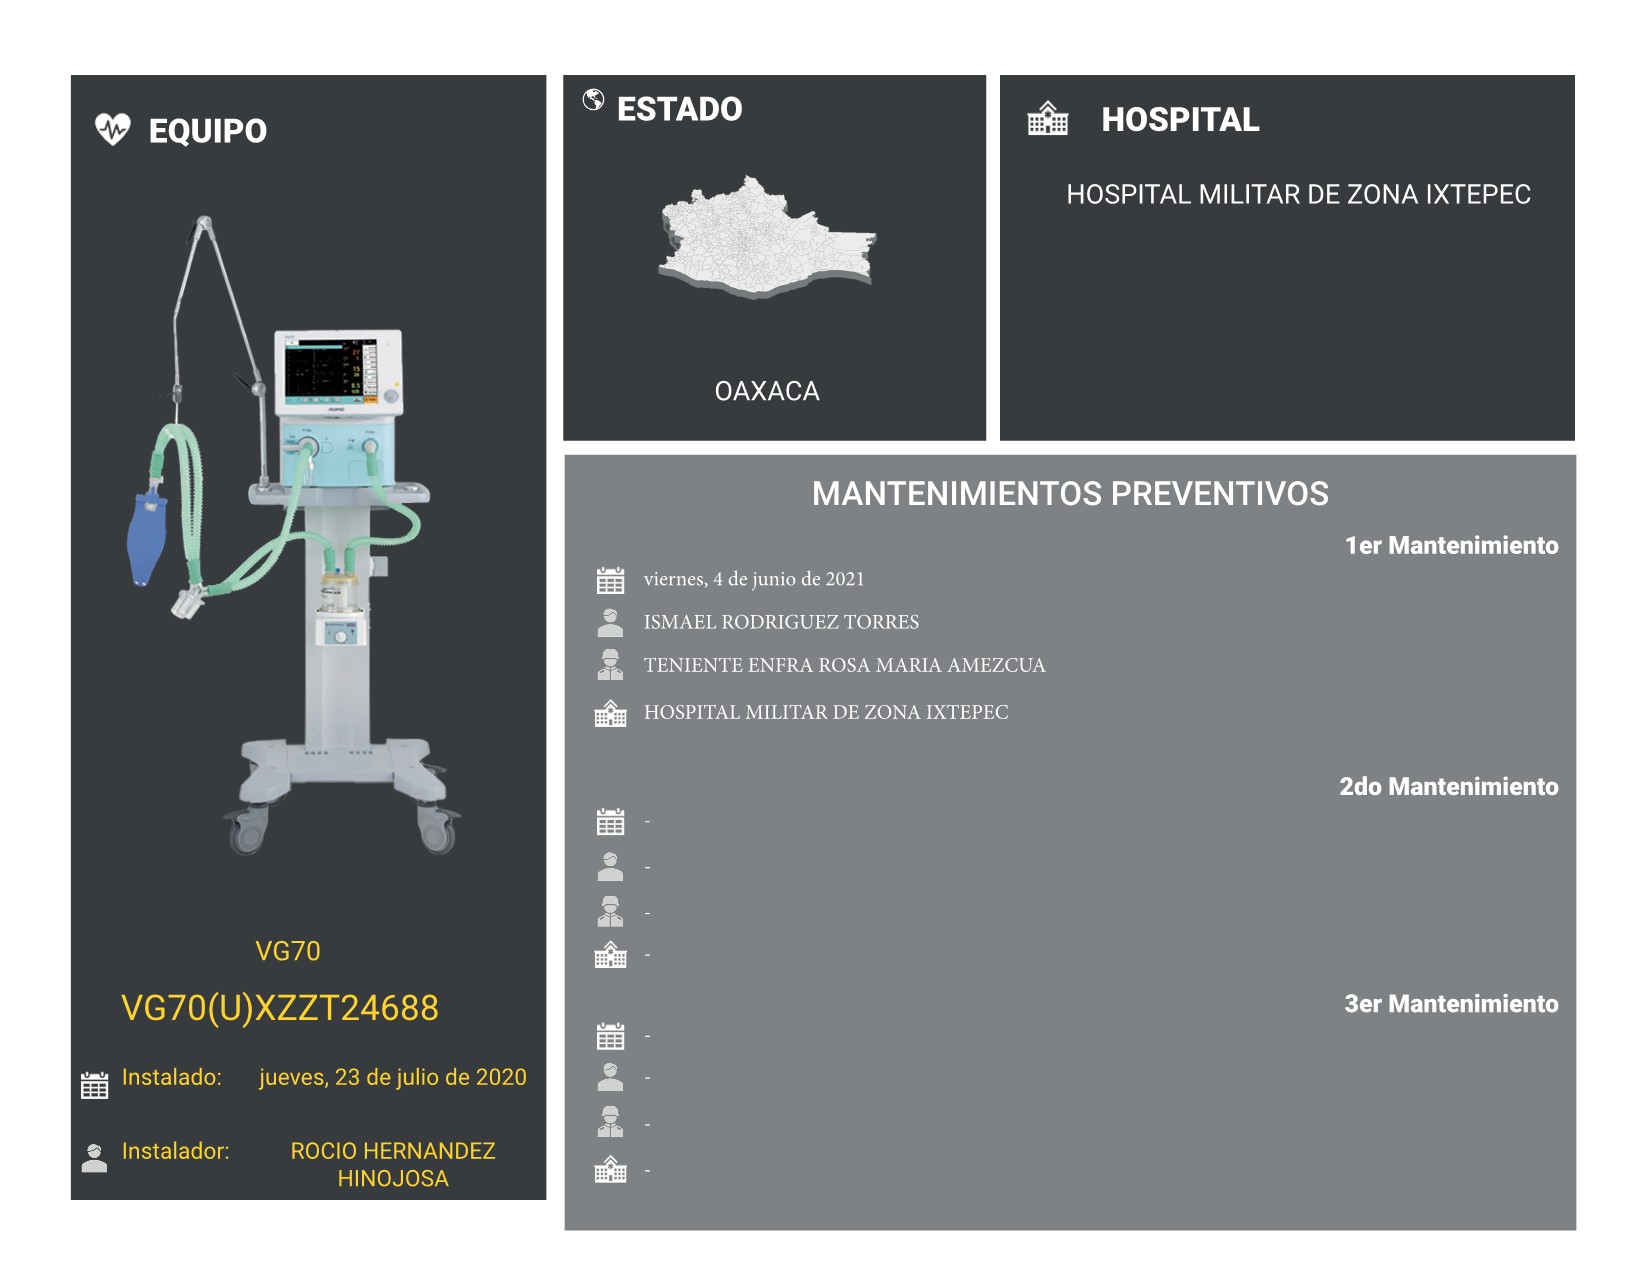 EQUIPO
VG70
VG70(U)XZZT24688
Instalado: jueves, 23 de julio de 2020
Instalador: ROCIO HERNANDEZ
HINOJOSA
ESTADO
OAXACA
HOSPITAL
HOSPITAL MILITAR DE ZONA IXTEPEC
MANTENIMIENTOS PREVENTIVOS
1er Mantenimiento
viernes, 4 de junio de 2021
ISMAEL RODRIGUEZ TORRES
TENIENTE ENFRA ROSA MARIA AMEZCUA
HOSPITAL MILITAR DE ZONA IXTEPEC
2do Mantenimiento
-
-
-
-
3er Mantenimiento
-
-
-
-